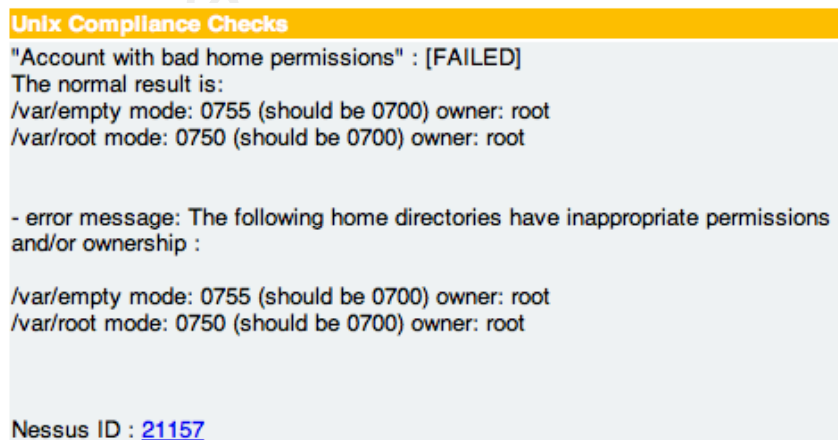 Unix Compliance Checks
"Account with bad home permissions" : [FAILED]
The normal result is:
/var/empty mode: 0755 (should be 0700) owner: root
/var/root mode: 0750 (should be 0700) owner: root
- error message: The following home directories have inappropriate permissions
and/or ownership :
/var/empty mode: 0755 (should be 0700) owner: root
/var/root mode: 0750 (should be 0700) owner: root
Nessus ID : 21157